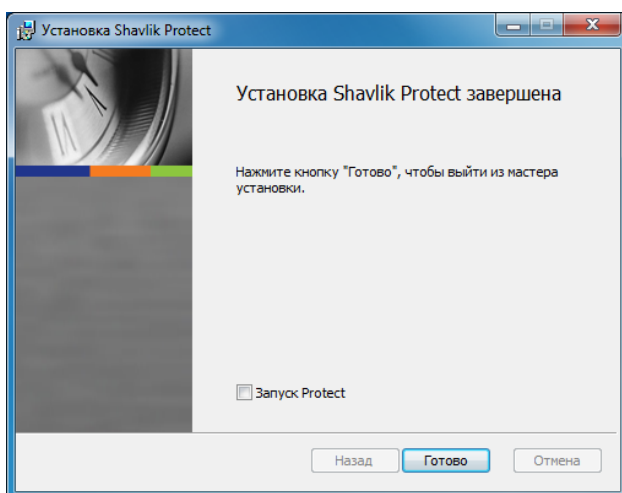 Установка Shavlik Protect
Установка Shavlik Protect завершена
Нажмите кнопку "Готово", чтобы выйти из мастера
установки.
Запуск Protect
Назад
Готово
Отмена